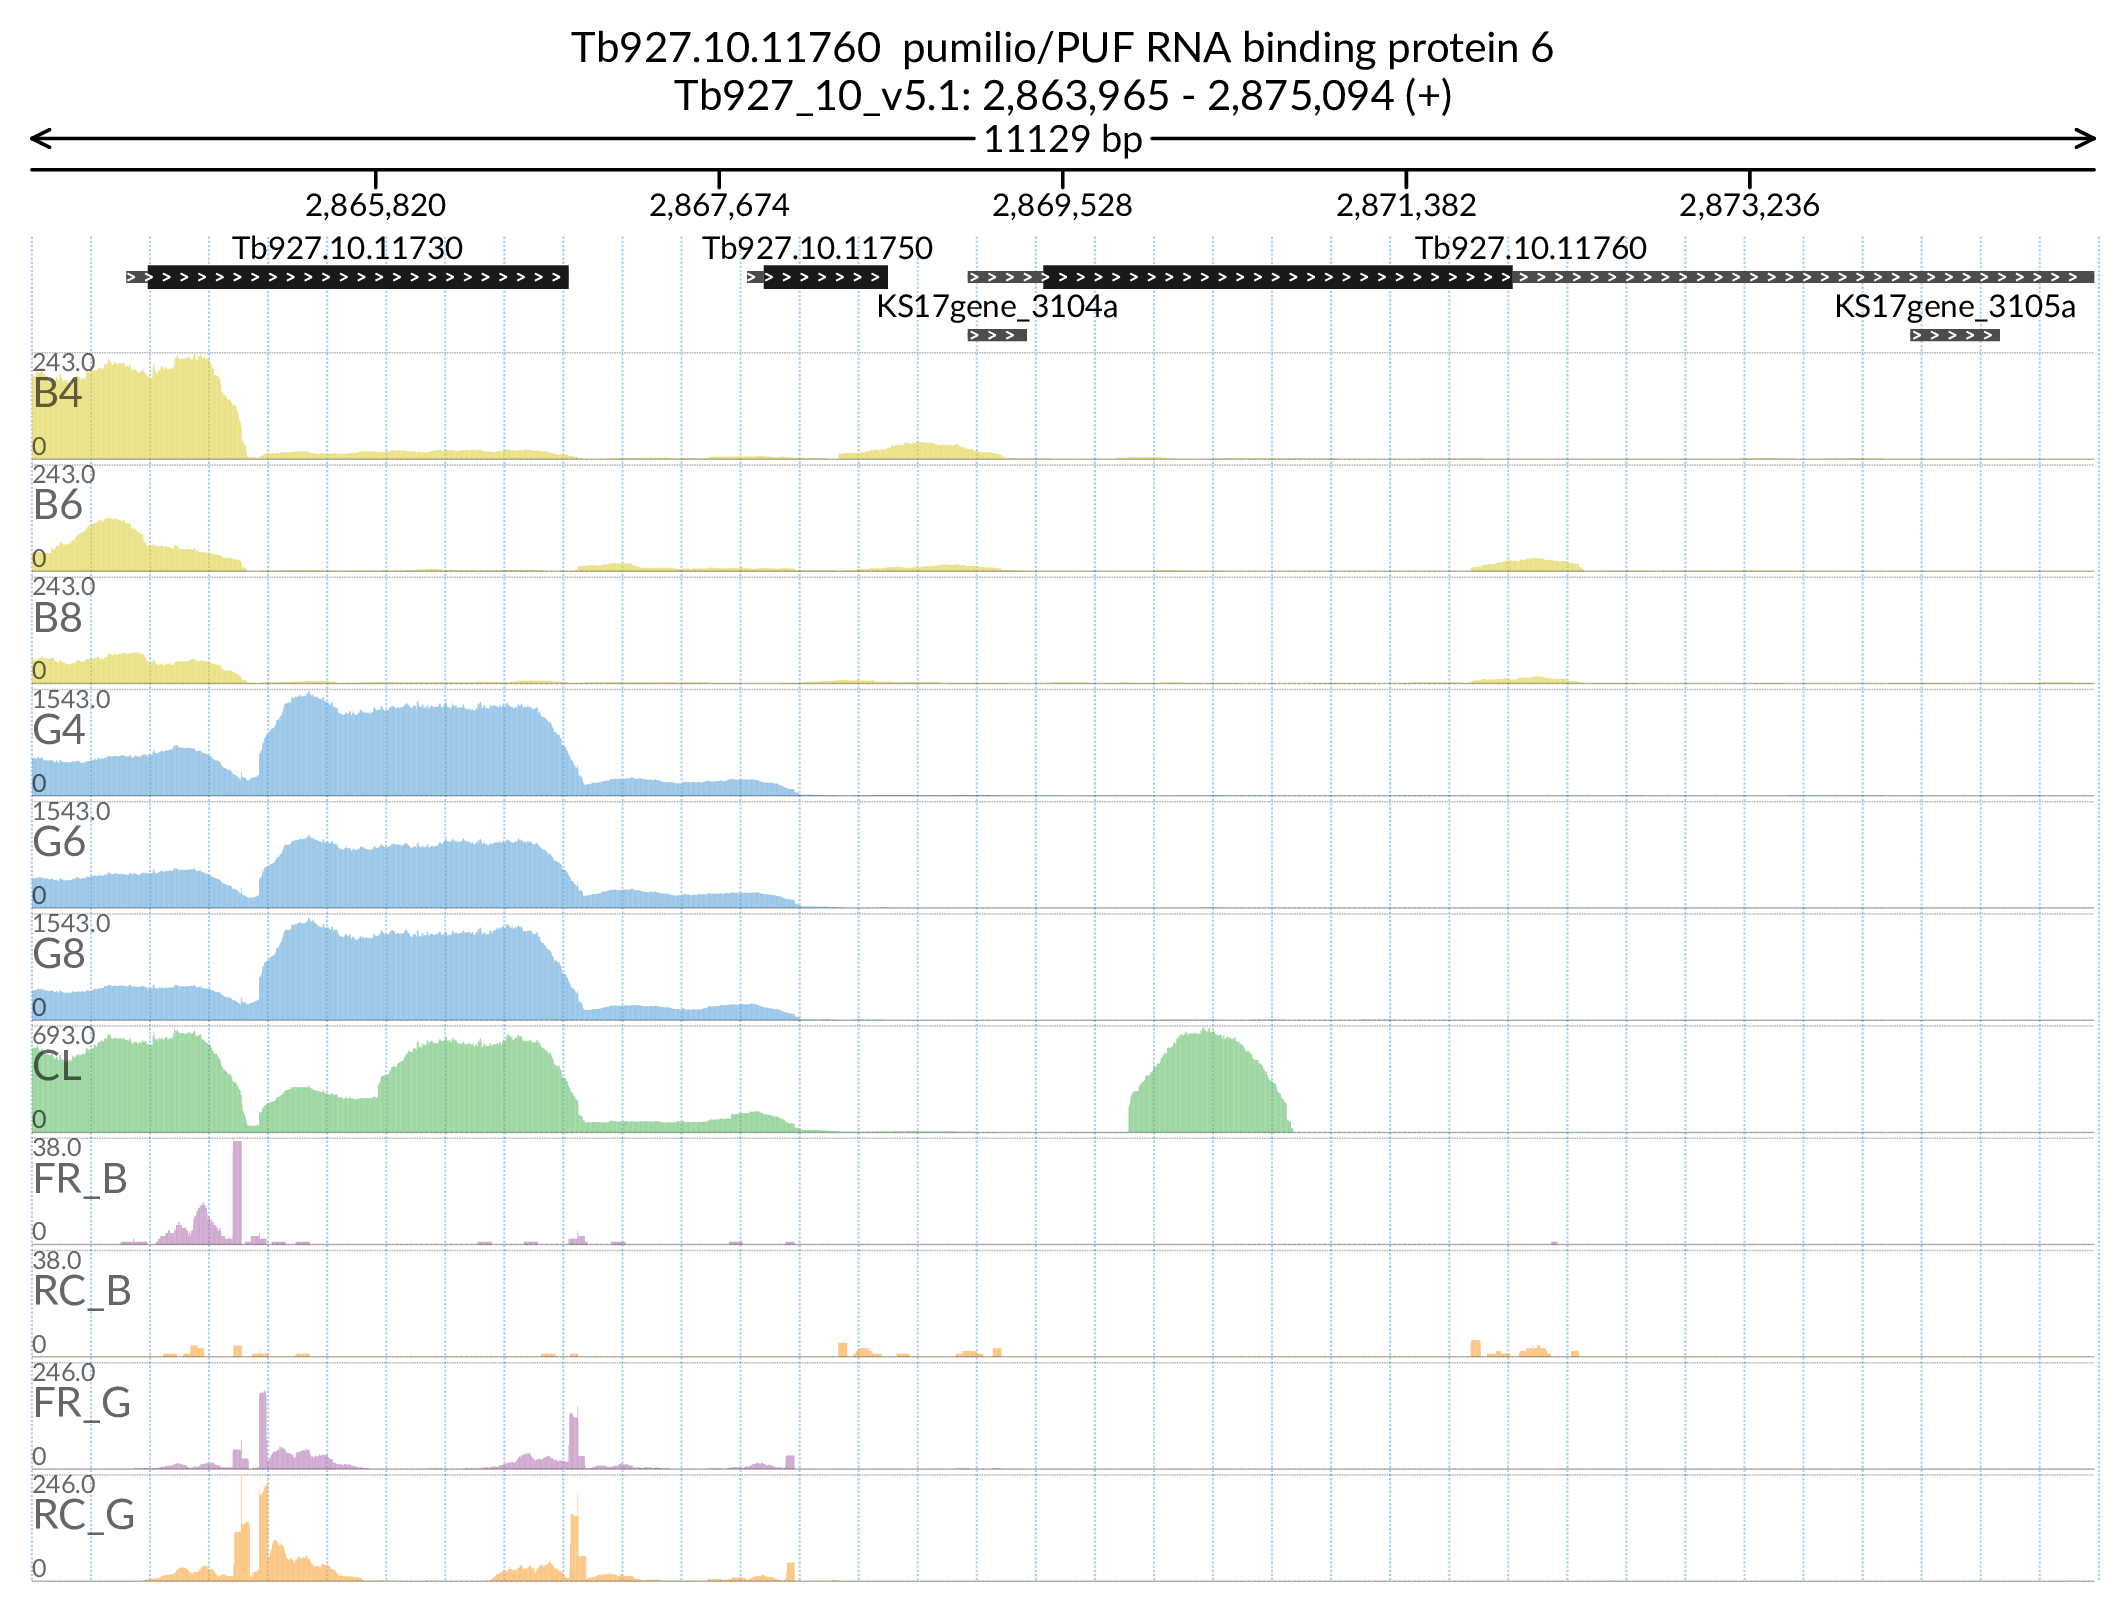 Tb927.10.11760 pumilio/PUF RNA binding protein 6
Tb927_10_v5.1: 2,863,965 - 2,875,094 (+)
11129 bp
2,865,820 2,867,674 2,869,528 2,871,382 2,873,236
Tb927.10.11730 Tb927.10.11750 Tb927.10.11760
KS17gene_3104a KS17gene_3105a
243.0
B4
0
243.0
B6
0
243.0
B8
0
1543.0
G4
0
1543.0
G6
0
1543.0
G8
0
693.0
CL
0
38.0
FR_B
0
38.0
RC_B
0
246.0
FR_G
0
246.0
RC_G
0